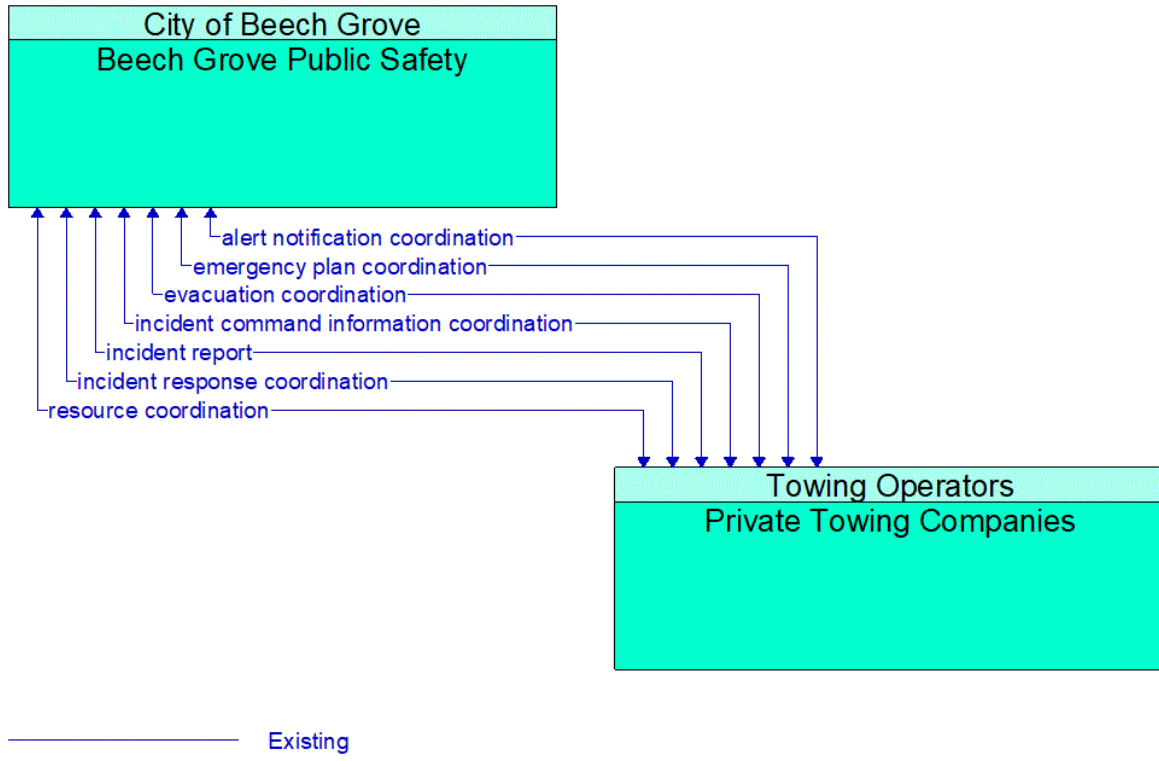 City of Beech Grove
Beech Grove Public Safety
alert notification coordination
emergency plan coordination
evacuation coordination
incident command information coordination
incident report
incident response coordination
resource coordination
Towing Operators
Private Towing Companies
Existing